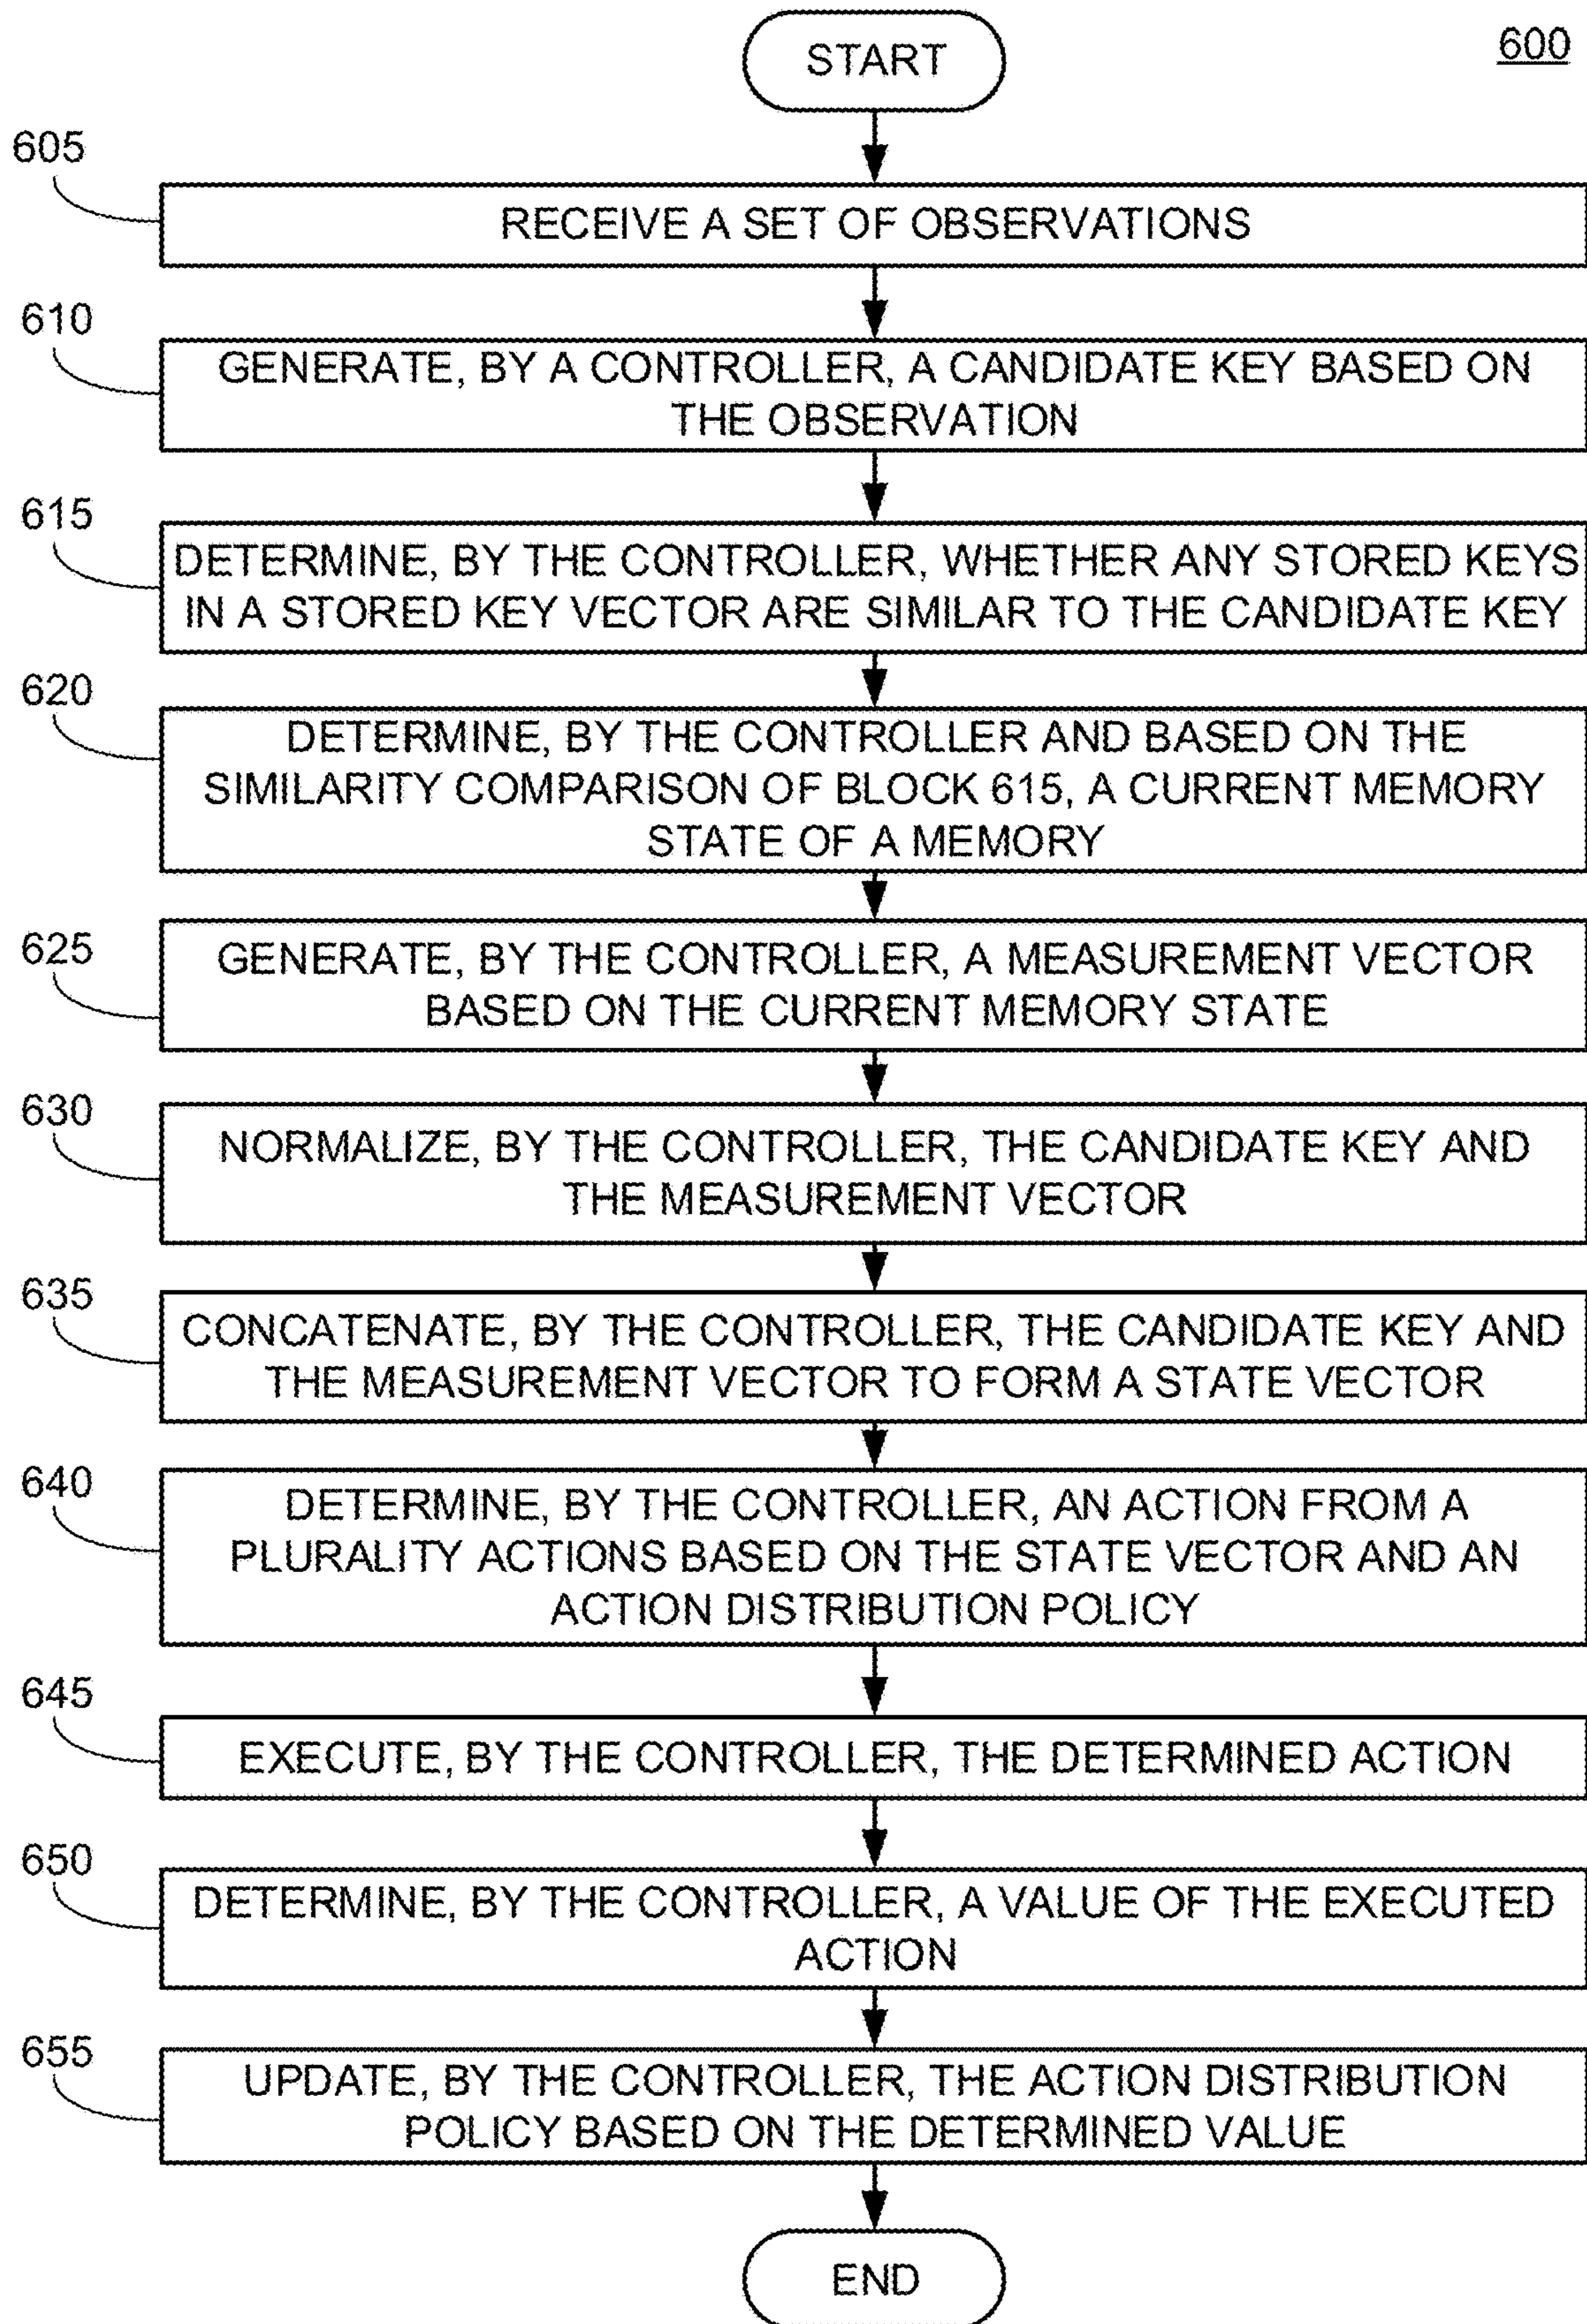 START
600
605
RECEIVE A SET OF OBSERVATIONS
610
GENERATE, BY A CONTROLLER, A CANDIDATE KEY BASED ON
THE OBSERVATION
615
DETERMINE, BY THE CONTROLLER, WHETHER ANY STORED KEYS
IN A STORED KEY VECTOR ARE SIMILAR TO THE CANDIDATE KEY
620
DETERMINE, BY THE CONTROLLER AND BASED ON THE
SIMILARITY COMPARISON OF BLOCK 615, A CURRENT MEMORY
STATE OF A MEMORY
625
GENERATE, BY THE CONTROLLER, A MEASUREMENT VECTOR
BASED ON THE CURRENT MEMORY STATE
630
NORMALIZE, BY THE CONTROLLER, THE CANDIDATE KEY AND
THE MEASUREMENT VECTOR
635
CONCATENATE, BY THE CONTROLLER, THE CANDIDATE KEY AND
THE MEASUREMENT VECTOR TO FORM A STATE VECTOR
640
DETERMINE, BY THE CONTROLLER, AN ACTION FROM A
PLURALITY ACTIONS BASED ON THE STATE VECTOR AND AN
ACTION DISTRIBUTION POLICY
645
EXECUTE, BY THE CONTROLLER, THE DETERMINED ACTION
650
DETERMINE, BY THE CONTROLLER, A VALUE OF THE EXECUTED
ACTION
655
UPDATE, BY THE CONTROLLER, THE ACTION DISTRIBUTION
POLICY BASED ON THE DETERMINED VALUE
END